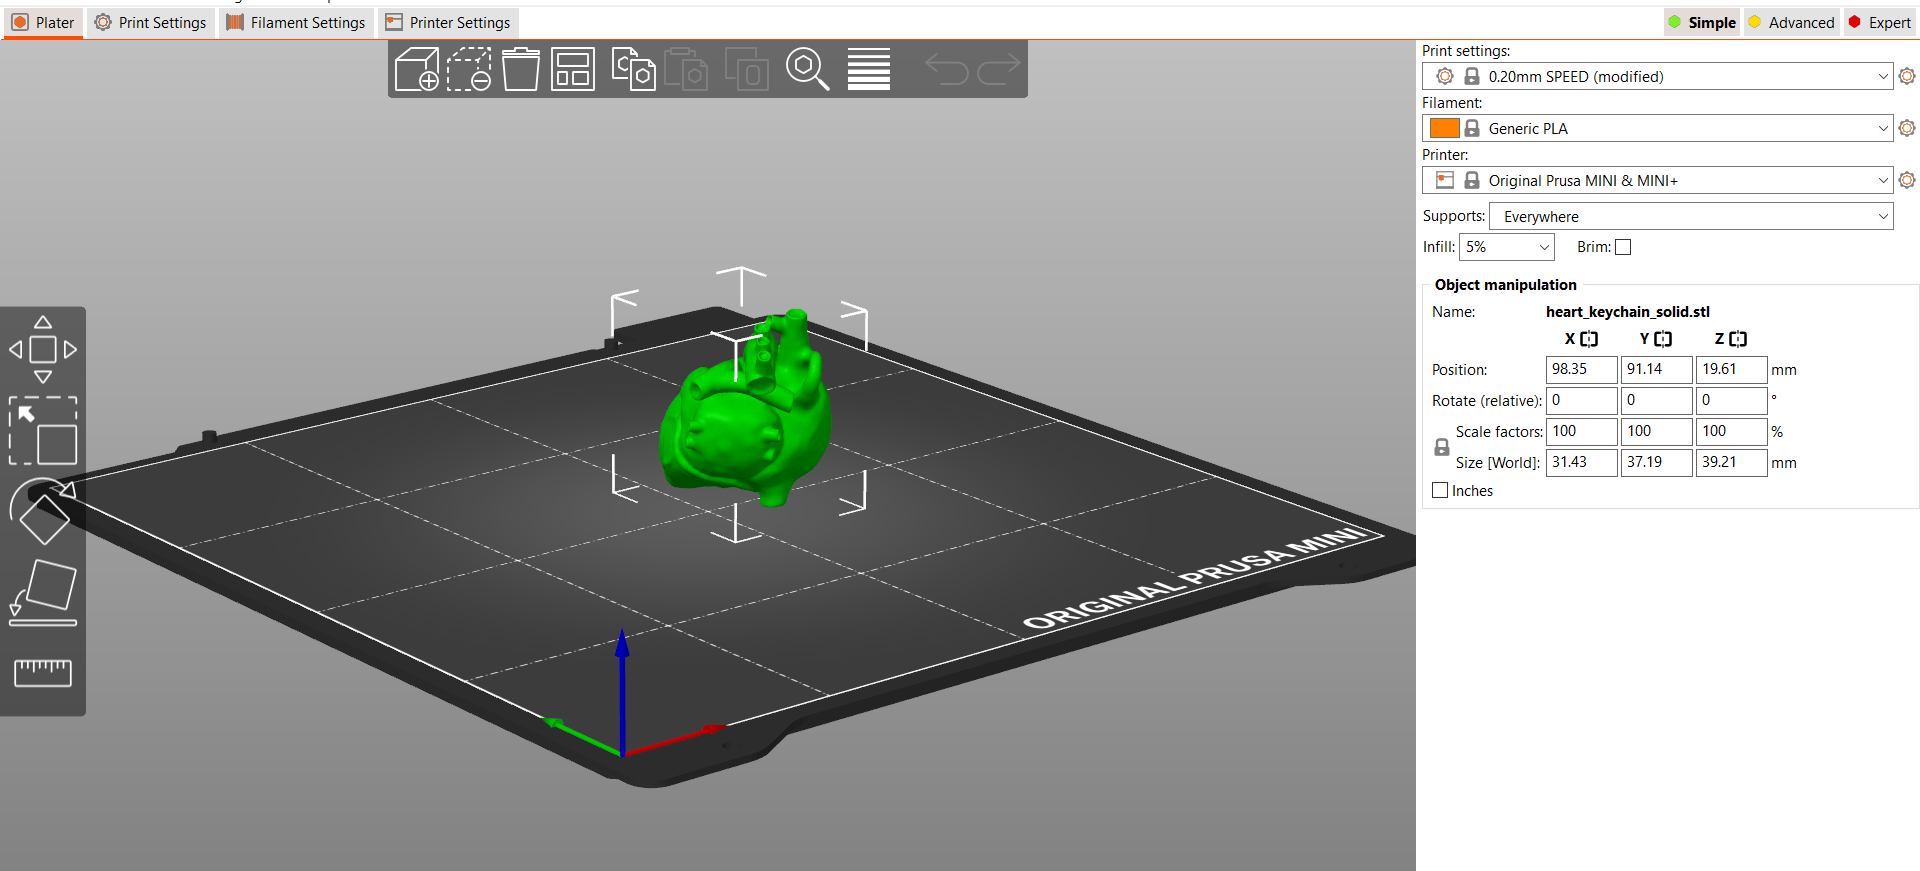 Plater Print Settings Filament Settings Printer Settings Simple Advanced Expert
Print settings:
0.20mm SPEED (modified)
Filament:
Generic PLA
Printer:
Original Prusa MINI & MINI+
Supports: Everywhere
Infill: 5% Brim:
Object manipulation
Name: heart_keychain_solid.stl
X Y Z
Position: 98.35 91.14 19.61 mm
Rotate (relative): 0 0 0 °
Scale factors: 100 100 100 %
Size [World]: 31.43 37.19 39.21 mm
Inches
ORIGINAL PRUSA MINI